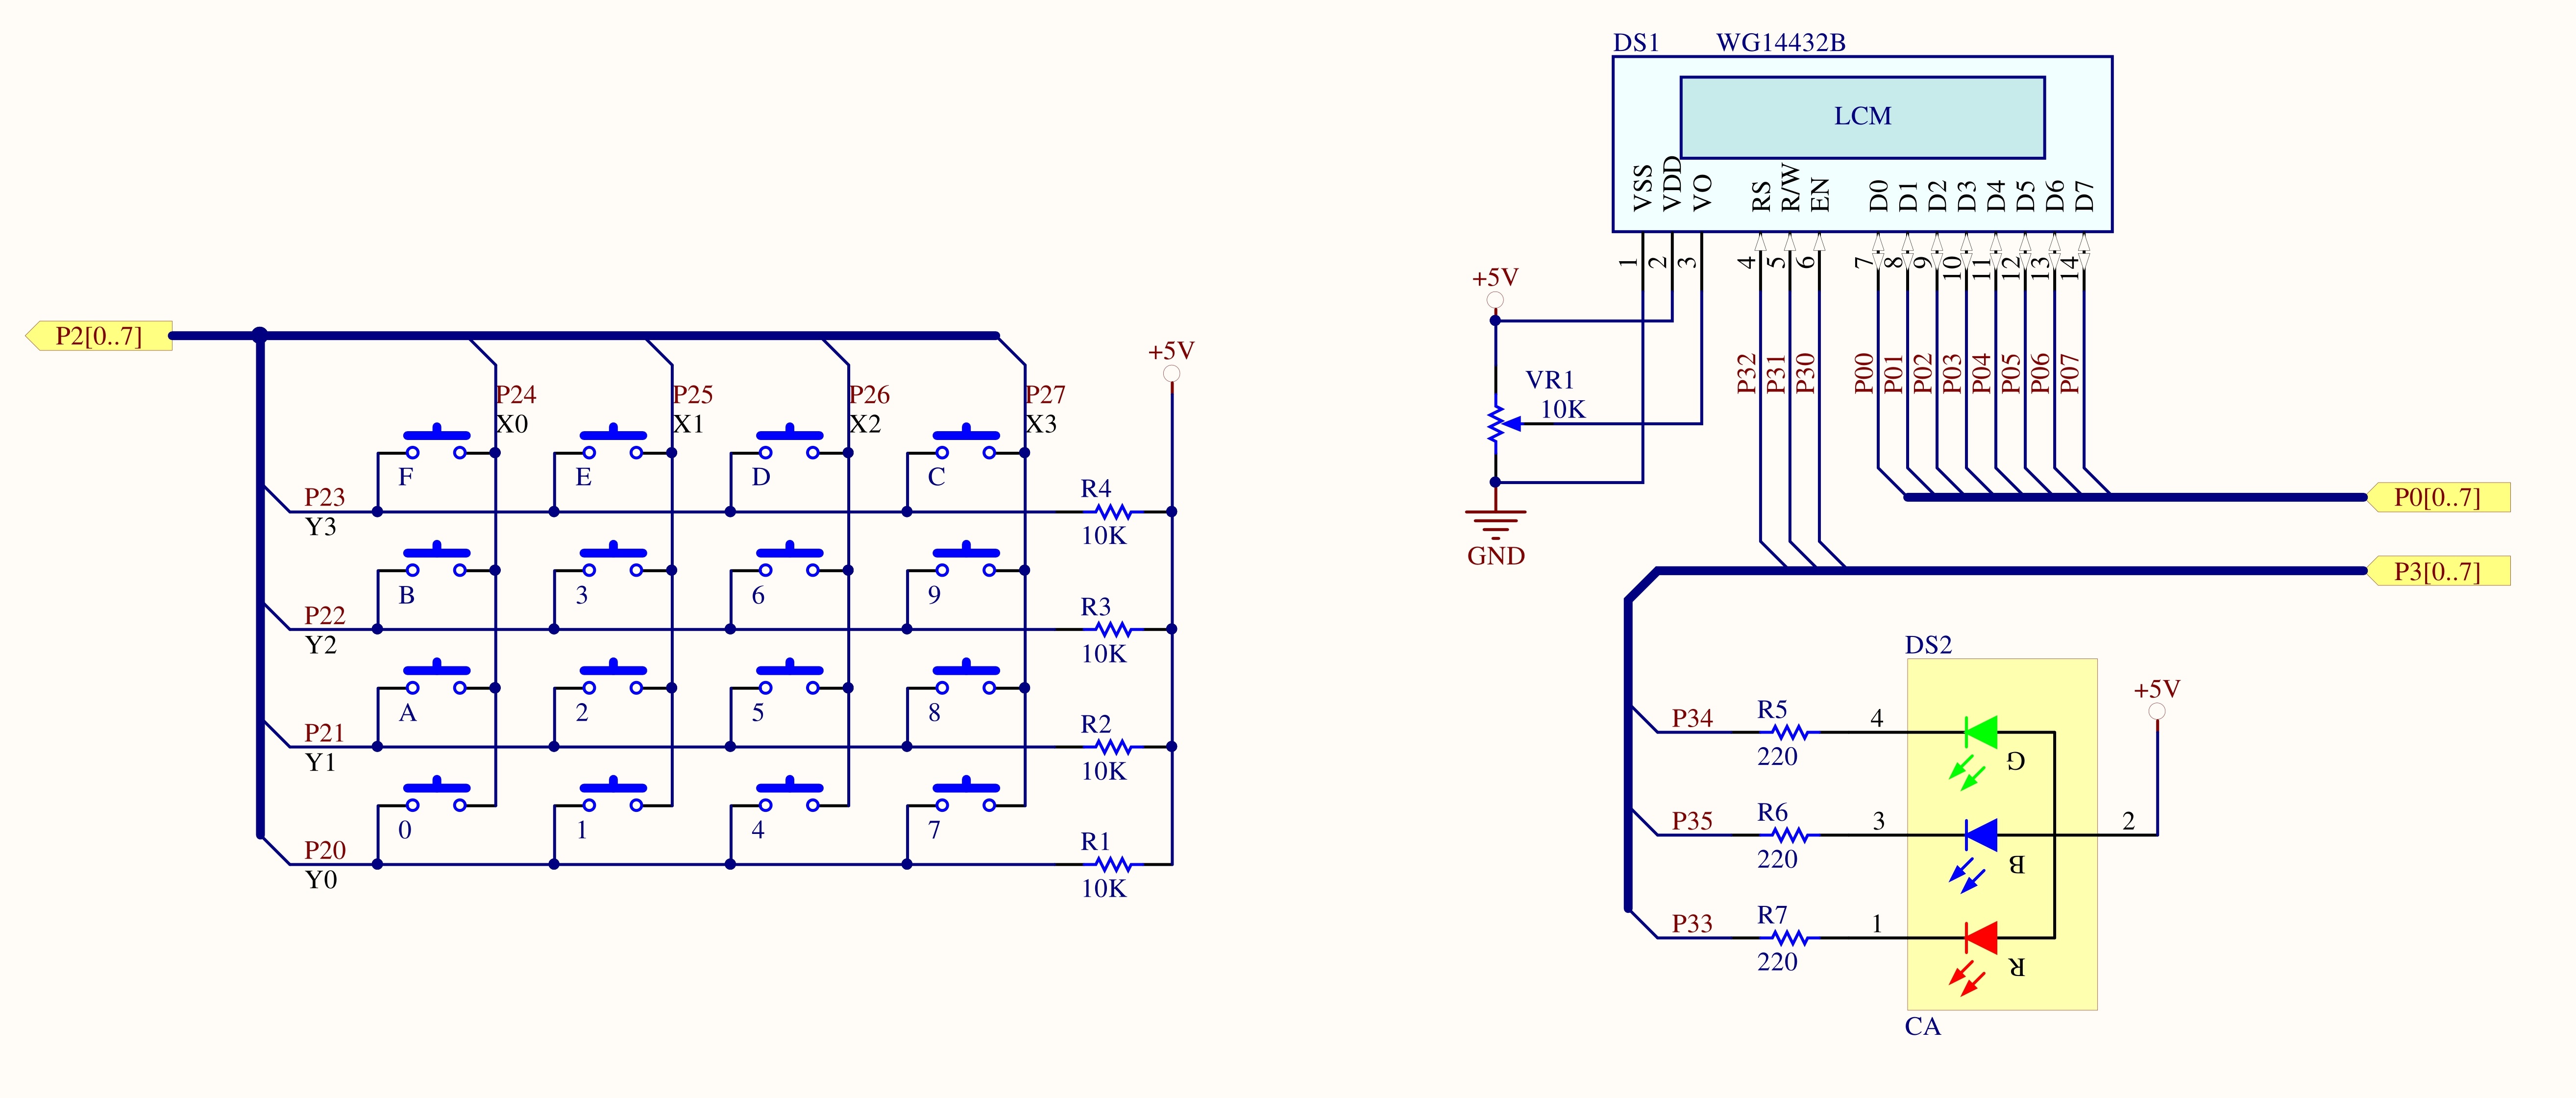 DS1 WG14432B
LCM
VSS VDD VO RS R/W EN D0 D1 D2 D3 D4 D5 D6 D7
1 2 3 4 5 6 7 8 9 10 11 12 13 14
+5V
P2[0..7]
+5V
P32 P31 P30 P00 P01 P02 P03 P04 P05 P06 P07
VR1
10K
P24 P25 P26 P27
X0 X1 X2 X3
F E D C
P23
Y3
R4
10K
P0[0..7]
GND
P3[0..7]
B 3 6 9
P22
Y2
R3
10K
DS2
+5V
A 2 5 8
P21
Y1
R2
10K
P34 R5 4
220
G
0 1 4 7
P20
Y0
R1
10K
P35 R6 3 2
220
B
P33 R7 1
220
R
CA